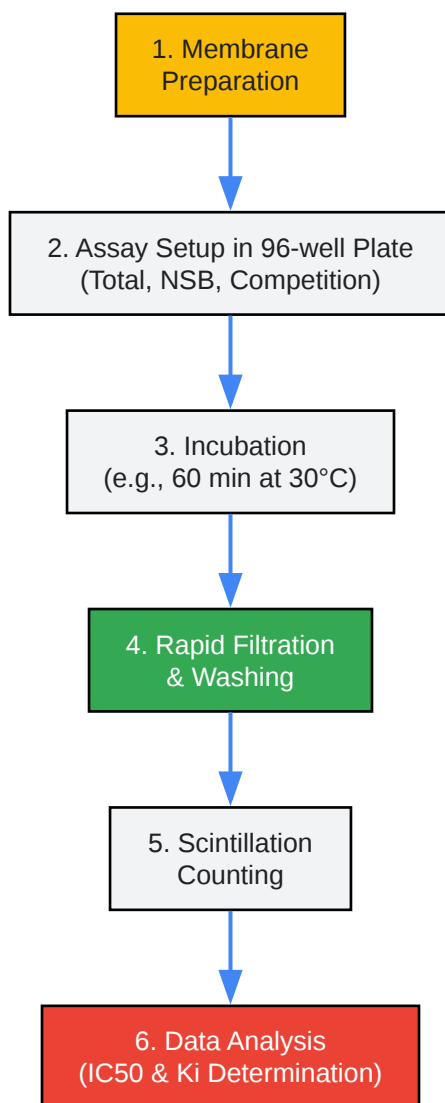 1. Membrane
Preparation
2. Assay Setup in 96-well Plate
(Total, NSB, Competition)
3. Incubation
(e.g., 60 min at 30°C)
4. Rapid Filtration
& Washing
5. Scintillation
Counting
6. Data Analysis
(IC50 & Ki Determination)